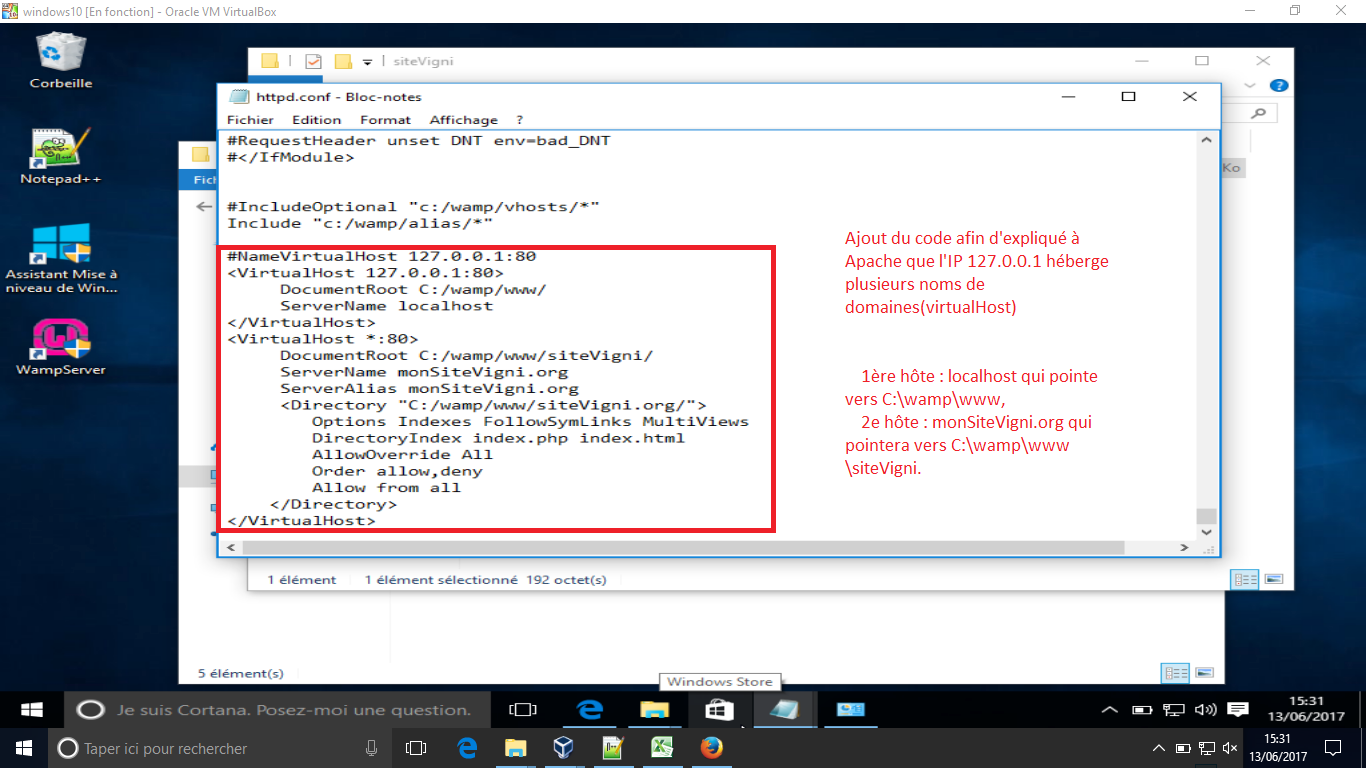 windows10 [En fonction] - Oracle VM VirtualBox
Corbeille
Notepad++
Assistant Mise à
niveau de Win...
WampServer
siteVigni
Fich
Ko
httpd.conf - Bloc-notes
Fichier Edition Format Affichage ?
#RequestHeader unset DNT env=bad_DNT
#</IfModule>
#IncludeOptional "c:/wamp/vhosts/*"
Include "c:/wamp/alias/*"
#NameVirtualHost 127.0.0.1:80
<VirtualHost 127.0.0.1:80>
DocumentRoot C:/wamp/www/
ServerName localhost
</VirtualHost>
<VirtualHost *:80>
DocumentRoot C:/wamp/www/siteVigni/
ServerName monSiteVigni.org
ServerAlias monSiteVigni.org
<Directory "C:/wamp/www/siteVigni.org/">
Options Indexes FollowSymLinks MultiViews
DirectoryIndex index.php index.html
AllowOverride All
Order allow,deny
Allow from all
</Directory>
</VirtualHost>
Ajout du code afin d'expliqué à
Apache que l'IP 127.0.0.1 héberge
plusieurs noms de
domaines(virtualHost)
1ère hôte : localhost qui pointe
vers C:\wamp\www,
2e hôte : monSiteVigni.org qui
pointera vers C:\wamp\www
\siteVigni.
1 élément 1 élément sélectionné 192 octet(s)
5 élément(s)
Windows Store
Je suis Cortana. Posez-moi une question.
15:31
13/06/2017
Taper ici pour rechercher
15:31
13/06/2017